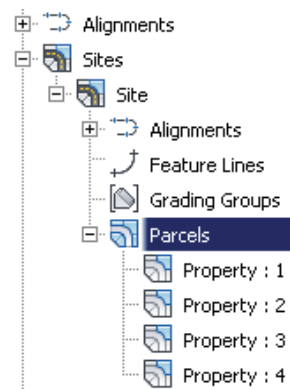 Alignments
Sites
Site
Alignments
Feature Lines
Grading Groups
Parcels
Property : 1
Property : 2
Property : 3
Property : 4